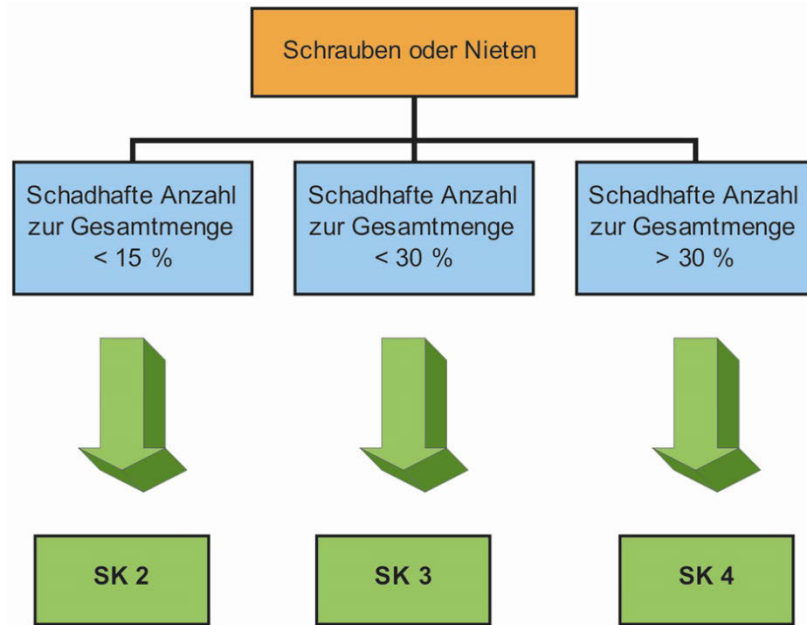 Schrauben oder Nieten
Schadhafte Anzahl
zur Gesamtmenge
< 15 %
Schadhafte Anzahl
zur Gesamtmenge
< 30 %
Schadhafte Anzahl
zur Gesamtmenge
> 30 %
SK 2
SK 3
SK 4